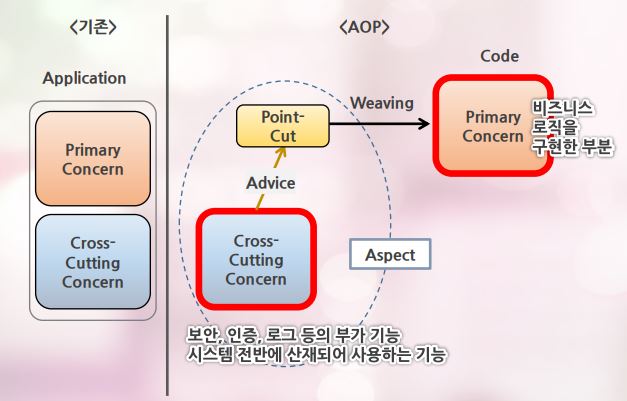 <기존>
<AOP>
Application
Primary
Concern
Cross-
Cutting
Concern
Code
Point-
Cut
Weaving
Primary
Concern
비즈니스
로직을
구현한 부분
Advice
Cross-
Cutting
Concern
Aspect
보안, 인증, 로그 등의 부가 기능
시스템 전반에 산재되어 사용하는 기능